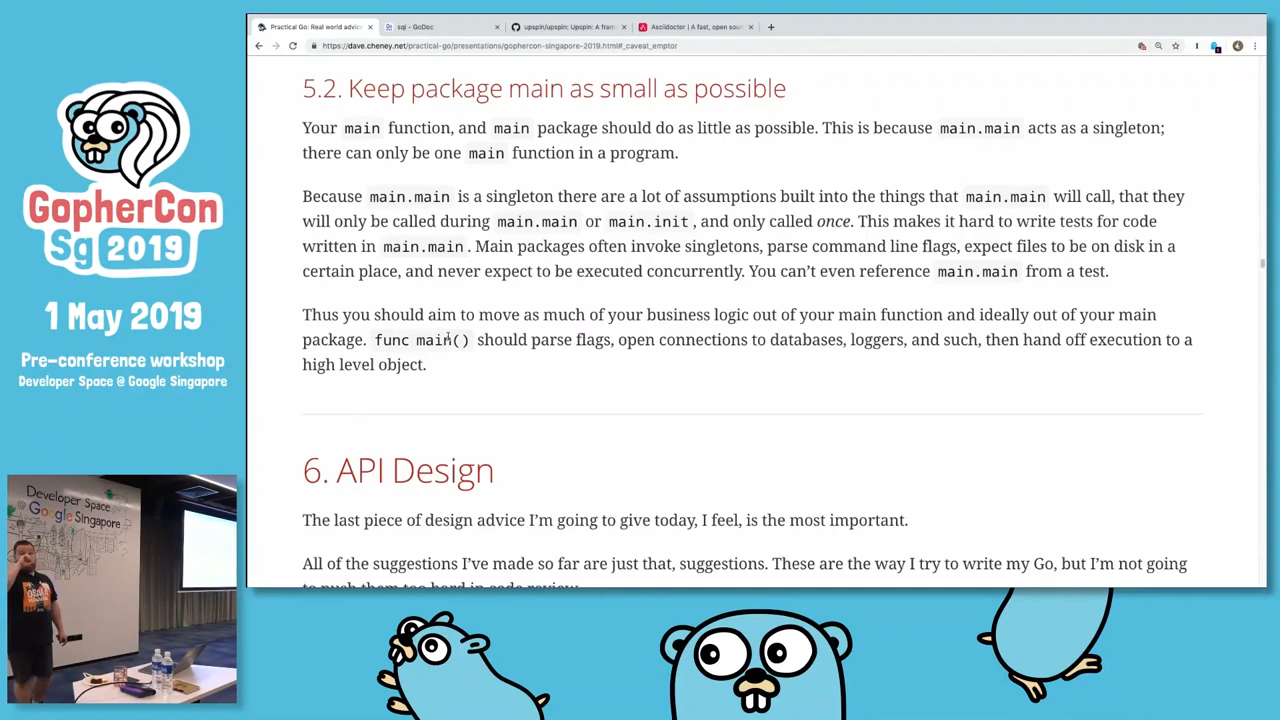 Practical Go: Real world advice
sql - GoDoc
upspin/upspin: Upspin: A fram
Asciidoctor | A fast, open sour
https://dave.cheney.net/practical-go/presentations/gophercon-singapore-2019.html#_caveat_emptor
5.2. Keep package main as small as possible
Your main function, and main package should do as little as possible. This is because main.main acts as a singleton;
there can only be one main function in a program.
Because main.main is a singleton there are a lot of assumptions built into the things that main.main will call, that they
will only be called during main.main or main.init, and only called once. This makes it hard to write tests for code
written in main.main. Main packages often invoke singletons, parse command line flags, expect files to be on disk in a
certain place, and never expect to be executed concurrently. You can’t even reference main.main from a test.
Thus you should aim to move as much of your business logic out of your main function and ideally out of your main
package. func main() should parse flags, open connections to databases, loggers, and such, then hand off execution to a
high level object.
6. API Design
The last piece of design advice I’m going to give today, I feel, is the most important.
All of the suggestions I’ve made so far are just that, suggestions. These are the way I try to write my Go, but I’m not going
to push them too hard in code review.
GopherCon
Sg 2019
1 May 2019
Pre-conference workshop
Developer Space @ Google Singapore
Developer Space
@ Google Singapore